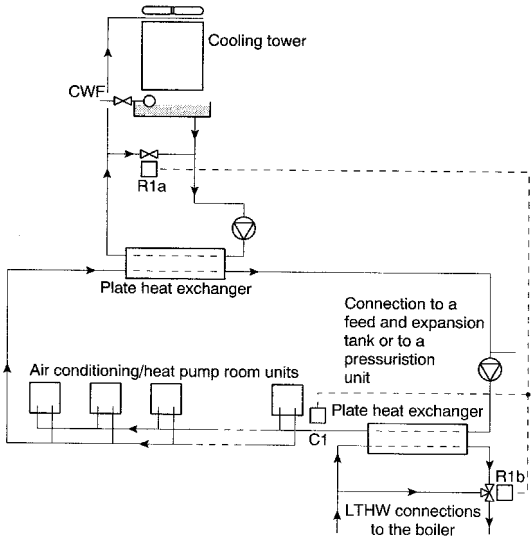 Cooling tower
CWF
R1a
Plate heat exchanger
Connection to a
feed and expansion
tank or to a
pressuristion
unit
Air conditioning/heat pump room units
Plate heat exchanger
C1
R1b
LTHW connections
to the boiler